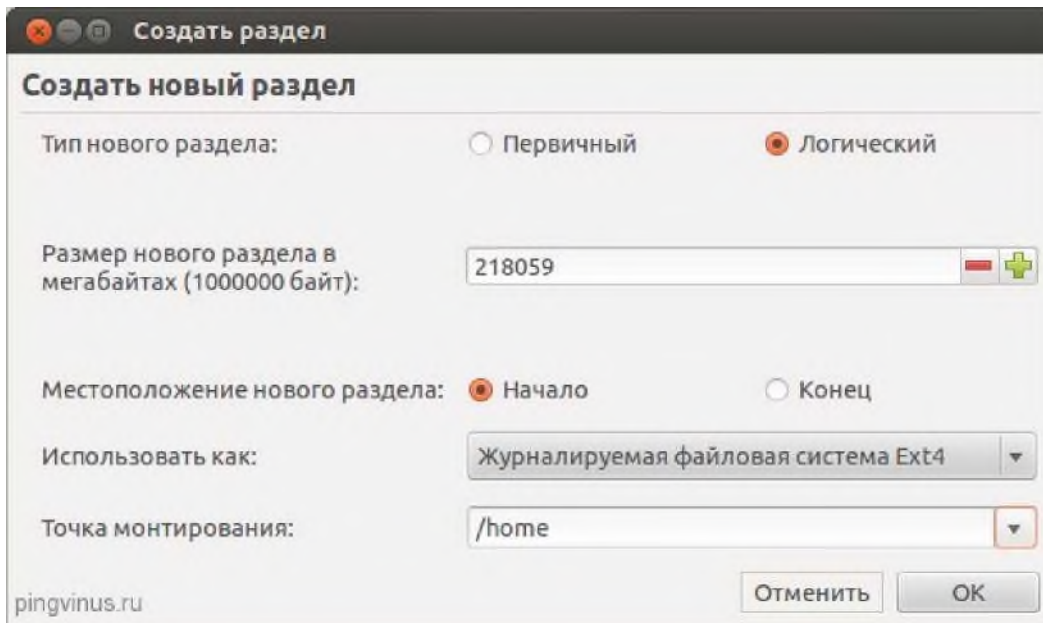 Создать раздел
Создать новый раздел
Тип нового раздела:
Первичный
Логический
Размер нового раздела в
мегабайтах (1000000 байт):
218059
Местоположение нового раздела:
Начало
Конец
Использовать как:
Журналируемая файловая система Ext4
Точка монтирования:
/home
Отменить
OK
pingvinus.ru